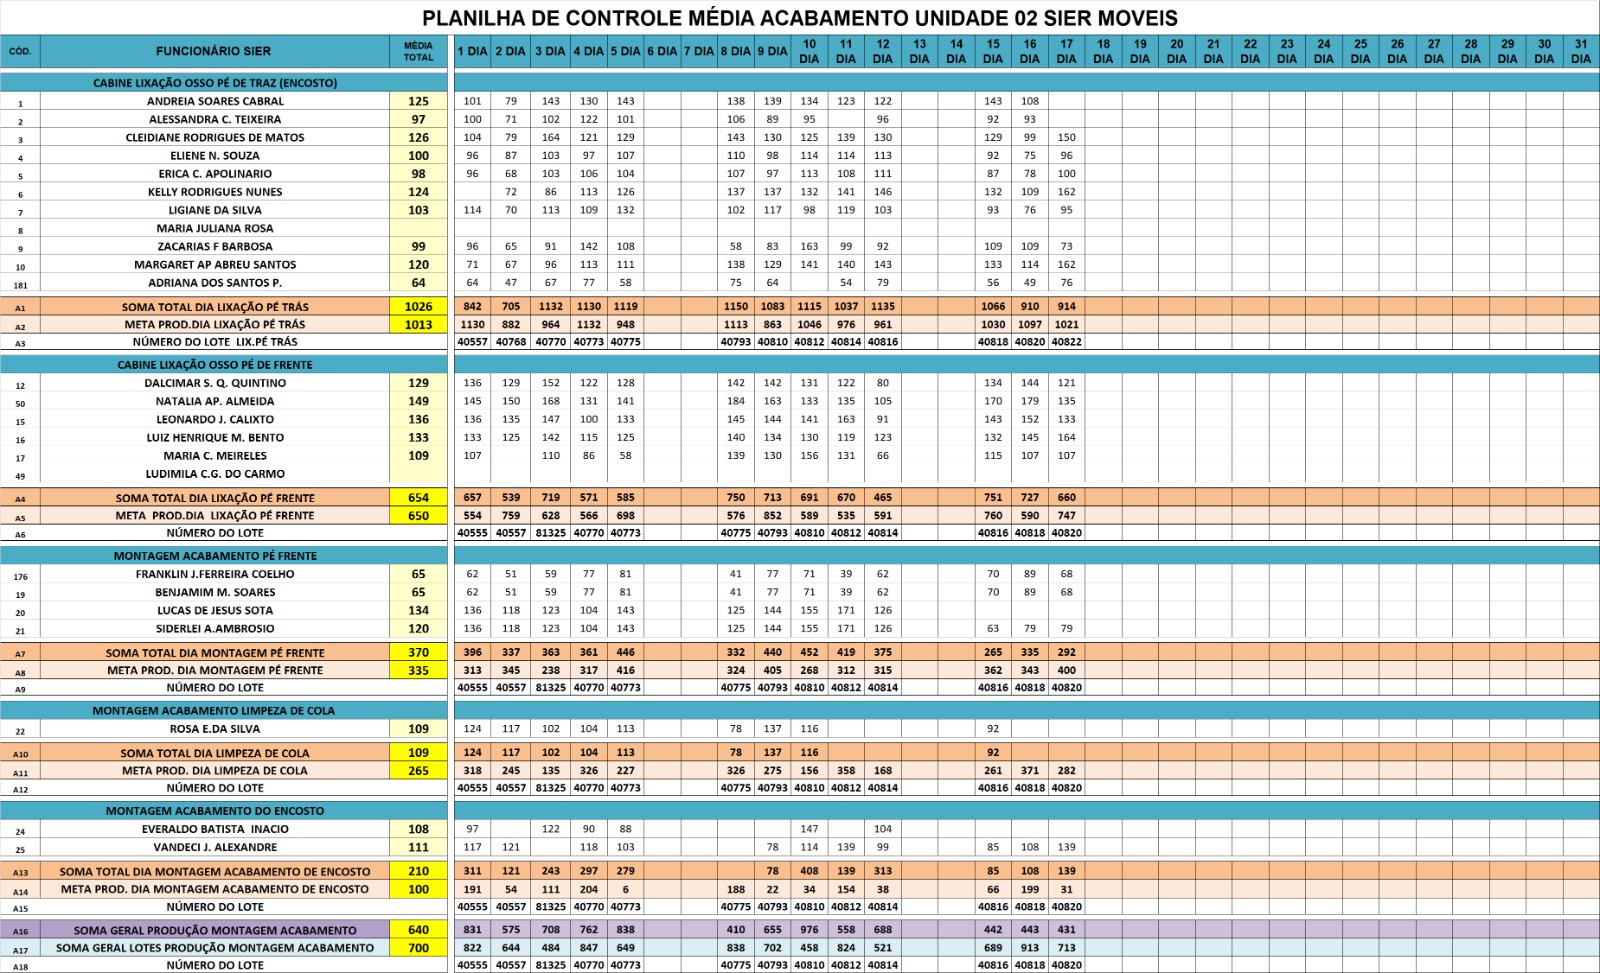 PLANILHA DE CONTROLE MÉDIA ACABAMENTO UNIDADE 02 SIER MOVEIS
CÓD. FUNCIONÁRIO SIER MÉDIA TOTAL 1 DIA 2 DIA 3 DIA 4 DIA 5 DIA 6 DIA 7 DIA 8 DIA 9 DIA 10 DIA 11 DIA 12 DIA 13 DIA 14 DIA 15 DIA 16 DIA 17 DIA 18 DIA 19 DIA 20 DIA 21 DIA 22 DIA 23 DIA 24 DIA 25 DIA 26 DIA 27 DIA 28 DIA 29 DIA 30 DIA 31 DIA
CABINE LIXAÇÃO OSSO PÉ DE TRAZ (ENCOSTO)
1 ANDREIA SOARES CABRAL 125 101 79 143 130 143 138 139 134 123 122 143 108
2 ALESSANDRA C. TEIXEIRA 97 100 71 102 122 101 106 89 95 96 92 93
3 CLEIDIANE RODRIGUES DE MATOS 126 104 79 164 121 129 143 130 125 139 130 129 99 150
4 ELIENE N. SOUZA 100 96 87 103 97 107 110 98 114 114 113 92 75 96
5 ERICA C. APOLINARIO 98 96 68 103 106 104 107 97 113 108 111 87 78 100
6 KELLY RODRIGUES NUNES 124 72 86 113 126 137 137 132 141 146 132 109 162
7 LIGIANE DA SILVA 103 114 70 113 109 132 102 117 98 119 103 93 76 95
8 MARIA JULIANA ROSA
9 ZACARIAS F BARBOSA 99 96 65 91 142 108 58 83 163 99 92 109 109 73
10 MARGARET AP ABREU SANTOS 120 71 67 96 113 111 138 129 141 140 143 133 114 162
181 ADRIANA DOS SANTOS P. 64 64 47 67 77 58 75 64 54 79 56 49 76
A1 SOMA TOTAL DIA LIXAÇÃO PÉ TRÁS 1026 842 705 1132 1130 1119 1150 1083 1115 1037 1135 1066 910 914
A2 META PROD.DIA LIXAÇÃO PÉ TRÁS 1013 1130 882 964 1132 948 1113 863 1046 976 961 1030 1097 1021
A3 NÚMERO DO LOTE LIX.PÉ TRÁS 40557 40768 40770 40773 40775 40793 40810 40812 40814 40816 40818 40820 40822
CABINE LIXAÇÃO OSSO PÉ DE FRENTE
12 DALCIMAR S. Q. QUINTINO 129 136 129 152 122 128 142 142 131 122 80 134 144 121
50 NATALIA AP. ALMEIDA 149 145 150 168 131 141 184 163 133 135 105 170 179 135
15 LEONARDO J. CALIXTO 136 136 135 147 100 133 145 144 141 163 91 143 152 133
16 LUIZ HENRIQUE M. BENTO 133 133 125 142 115 125 140 134 130 119 123 132 145 164
17 MARIA C. MEIRELES 109 107 110 86 58 139 130 156 131 66 115 107 107
49 LUDIMILA C.G. DO CARMO
A4 SOMA TOTAL DIA LIXAÇÃO PÉ FRENTE 654 657 539 719 571 585 750 713 691 670 465 751 727 660
A5 META PROD.DIA LIXAÇÃO PÉ FRENTE 650 554 759 628 566 698 576 852 589 535 591 760 590 747
A6 NÚMERO DO LOTE 40555 40557 81325 40770 40773 40775 40793 40810 40812 40814 40816 40818 40820
MONTAGEM ACABAMENTO PÉ FRENTE
176 FRANKLIN J.FERREIRA COELHO 65 62 51 59 77 81 41 77 71 39 62 70 89 68
19 BENJAMIM M. SOARES 65 62 51 59 77 81 41 77 71 39 62 70 89 68
20 LUCAS DE JESUS SOTA 134 136 118 123 104 143 125 144 155 171 126
21 SIDERLEI A.AMBROSIO 120 136 118 123 104 143 125 144 155 171 126 63 79 79
A7 SOMA TOTAL DIA MONTAGEM PÉ FRENTE 370 396 337 363 361 446 332 440 452 419 375 265 335 292
A8 META PROD. DIA MONTAGEM PÉ FRENTE 335 313 345 238 317 416 324 405 268 312 315 362 343 400
A9 NÚMERO DO LOTE 40555 40557 81325 40770 40773 40775 40793 40810 40812 40814 40816 40818 40820
MONTAGEM ACABAMENTO LIMPEZA DE COLA
22 ROSA E.DA SILVA 109 124 117 102 104 113 78 137 116 92
A10 SOMA TOTAL DIA LIMPEZA DE COLA 109 124 117 102 104 113 78 137 116 92
A11 META PROD. DIA LIMPEZA DE COLA 265 318 245 135 326 227 326 275 156 358 168 261 371 282
A12 NÚMERO DO LOTE 40555 40557 81325 40770 40773 40775 40793 40810 40812 40814 40816 40818 40820
MONTAGEM ACABAMENTO DO ENCOSTO
24 EVERALDO BATISTA INACIO 108 97 122 90 88 147 104
25 VANDECI J. ALEXANDRE 111 117 121 118 103 78 114 139 99 85 108 139
A13 SOMA TOTAL DIA MONTAGEM ACABAMENTO DE ENCOSTO 210 311 121 243 297 279 78 408 139 313 85 108 139
A14 META PROD. DIA MONTAGEM ACABAMENTO DE ENCOSTO 100 191 54 111 204 6 188 22 34 154 38 66 199 31
A15 NÚMERO DO LOTE 40555 40557 81325 40770 40773 40775 40793 40810 40812 40814 40816 40818 40820
A16 SOMA GERAL PRODUÇÃO MONTAGEM ACABAMENTO 640 831 575 708 762 838 410 655 976 558 688 442 443 431
A17 SOMA GERAL LOTES PRODUÇÃO MONTAGEM ACABAMENTO 700 822 644 484 847 649 838 702 458 824 521 689 913 713
A18 NÚMERO DO LOTE 40555 40557 81325 40770 40773 40775 40793 40810 40812 40814 40816 40818 40820